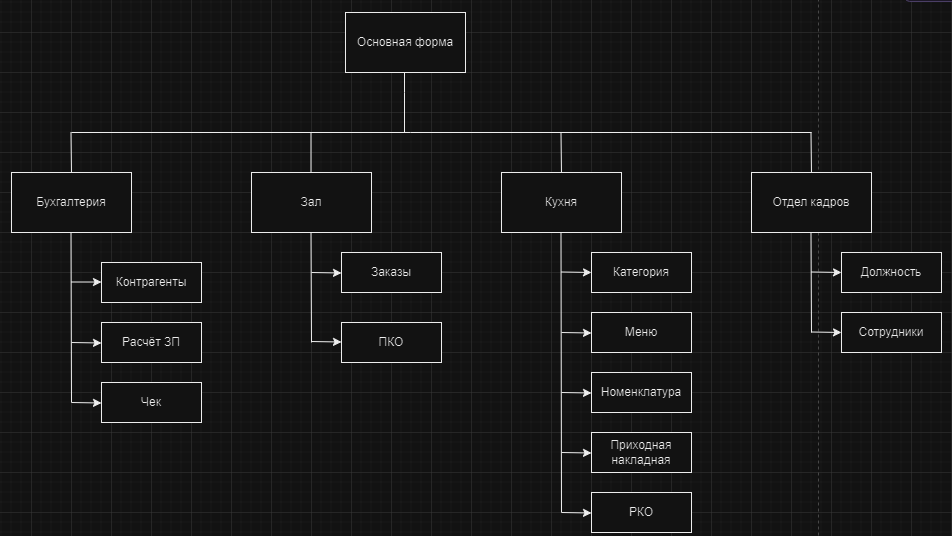 Основная форма
Бухгалтерия
Зал
Кухня
Отдел кадров
Контрагенты
Расчёт ЗП
Чек
Заказы
ПКО
Категория
Меню
Номенклатура
Приходная
накладная
РКО
Должность
Сотрудники